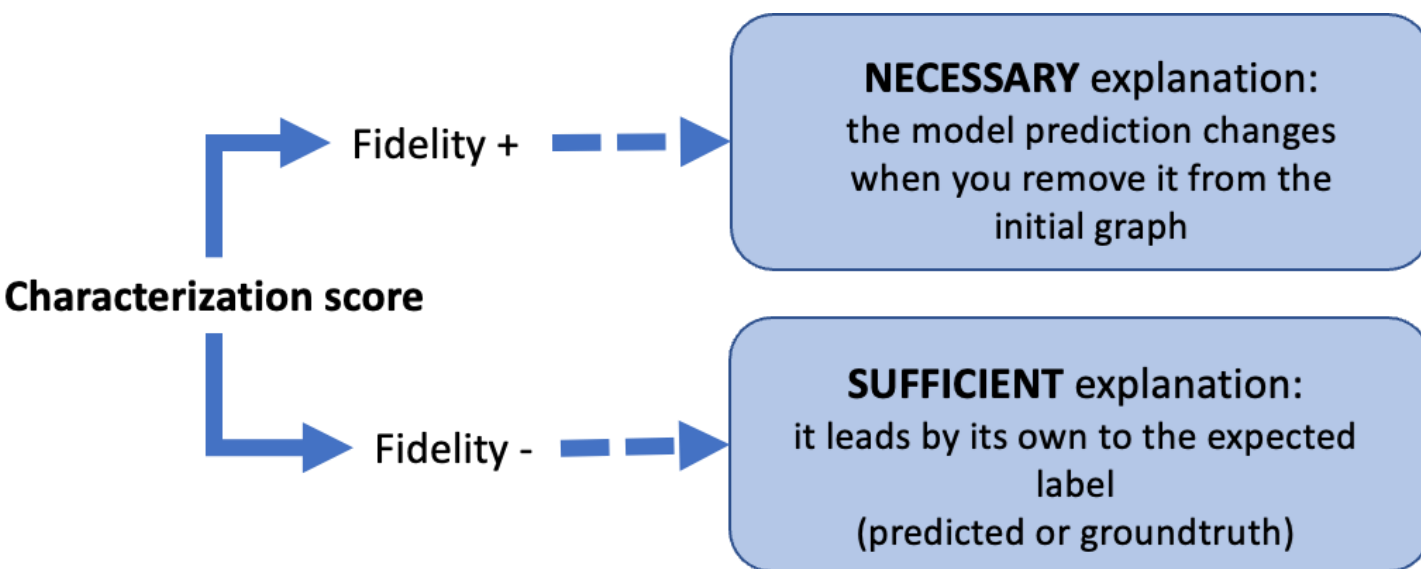 Characterization score
Fidelity +
NECESSARY explanation:
the model prediction changes
when you remove it from the
initial graph
Fidelity -
SUFFICIENT explanation:
it leads by its own to the expected
label
(predicted or groundtruth)